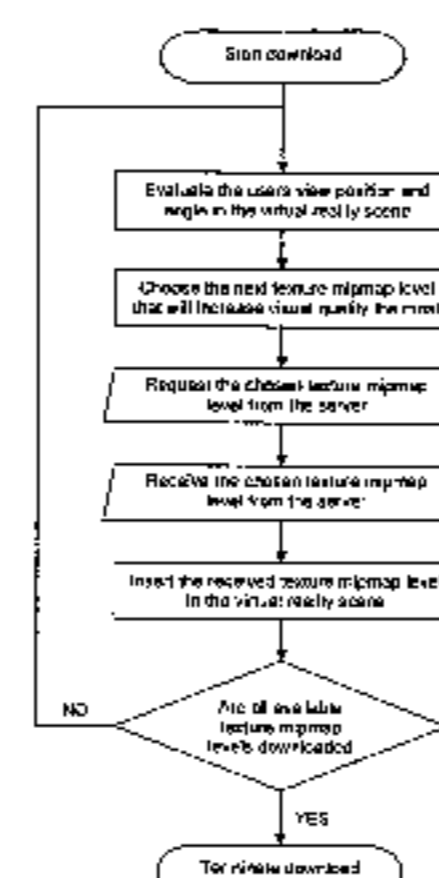 Start download
Evaluate the users view position and
angle in the virtual reality scene
Choose the next texture mipmap level
that will increase visual quality the most
Request the chosen texture mipmap
level from the server
Receive the chosen texture mipmap
level from the server
Insert the received texture mipmap level
in the virtual reality scene
NO
Are all available
texture mipmap
levels downloaded
YES
Terminate download